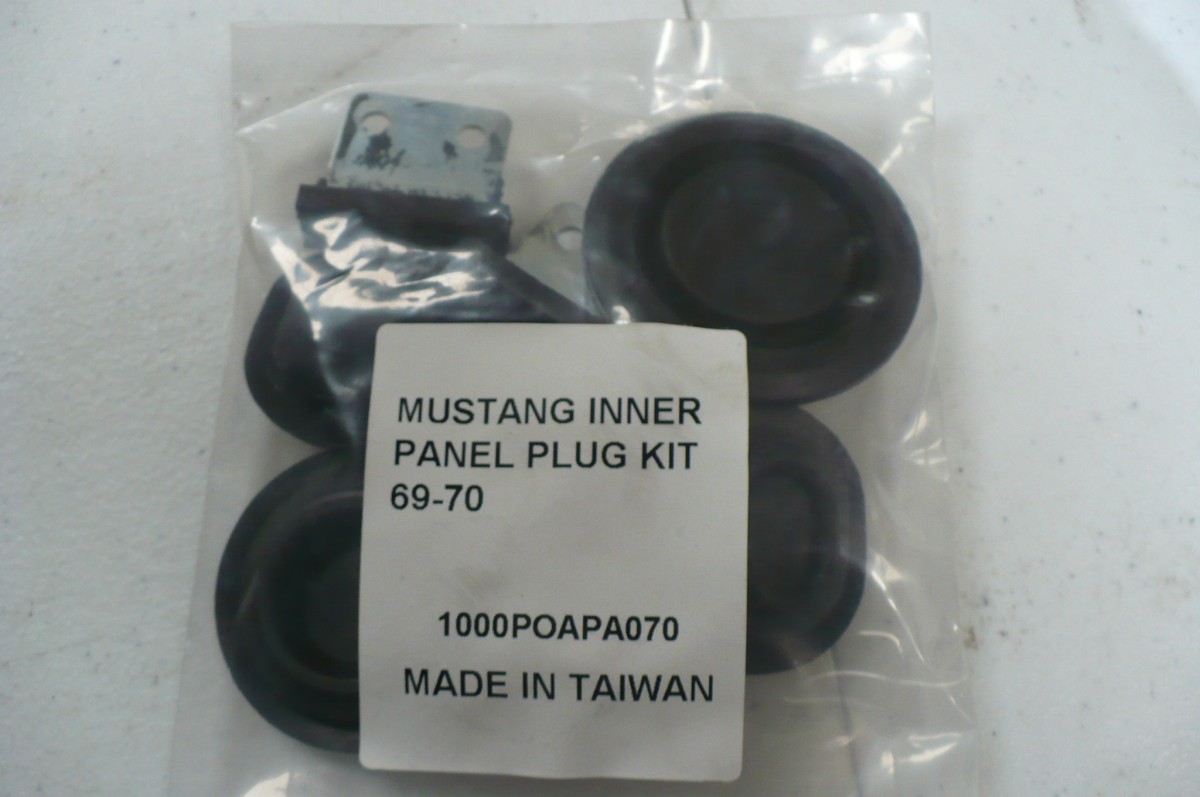 MUSTANG INNER
PANEL PLUG KIT
69-70
1000POAPA070
MADE IN TAIWAN